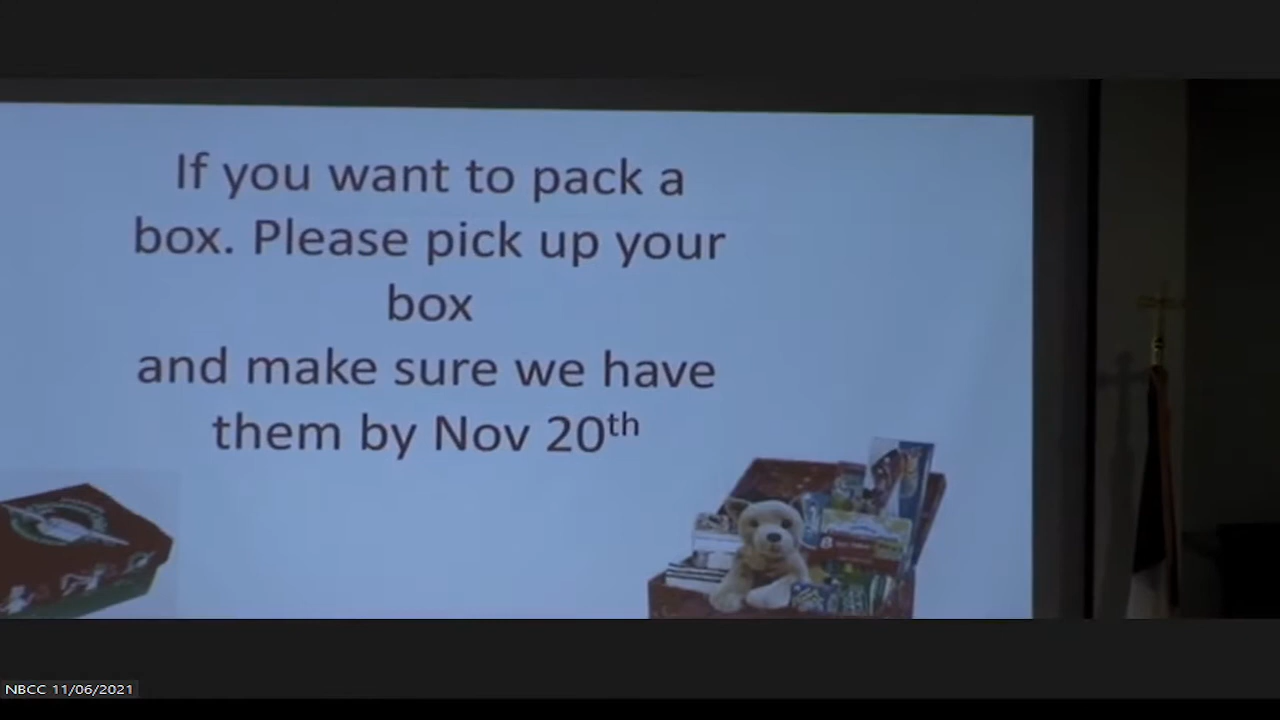 If you want to pack a
box. Please pick up your
box
and make sure we have
them by Nov 20th
NBCC 11/06/2021